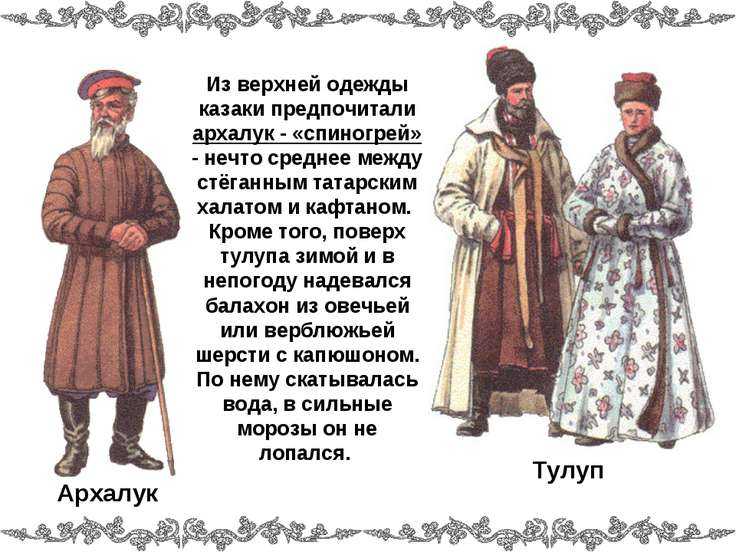 Из верхней одежды
казаки предпочитали
архалук - «спиногрей»
- нечто среднее между
стёганным татарским
халатом и кафтаном.
Кроме того, поверх
тулупа зимой и в
непогоду надевался
балахон из овечьей
или верблюжьей
шерсти с капюшоном.
По нему скатывалась
вода, в сильные
морозы он не
лопался.
Тулуп
Архалук